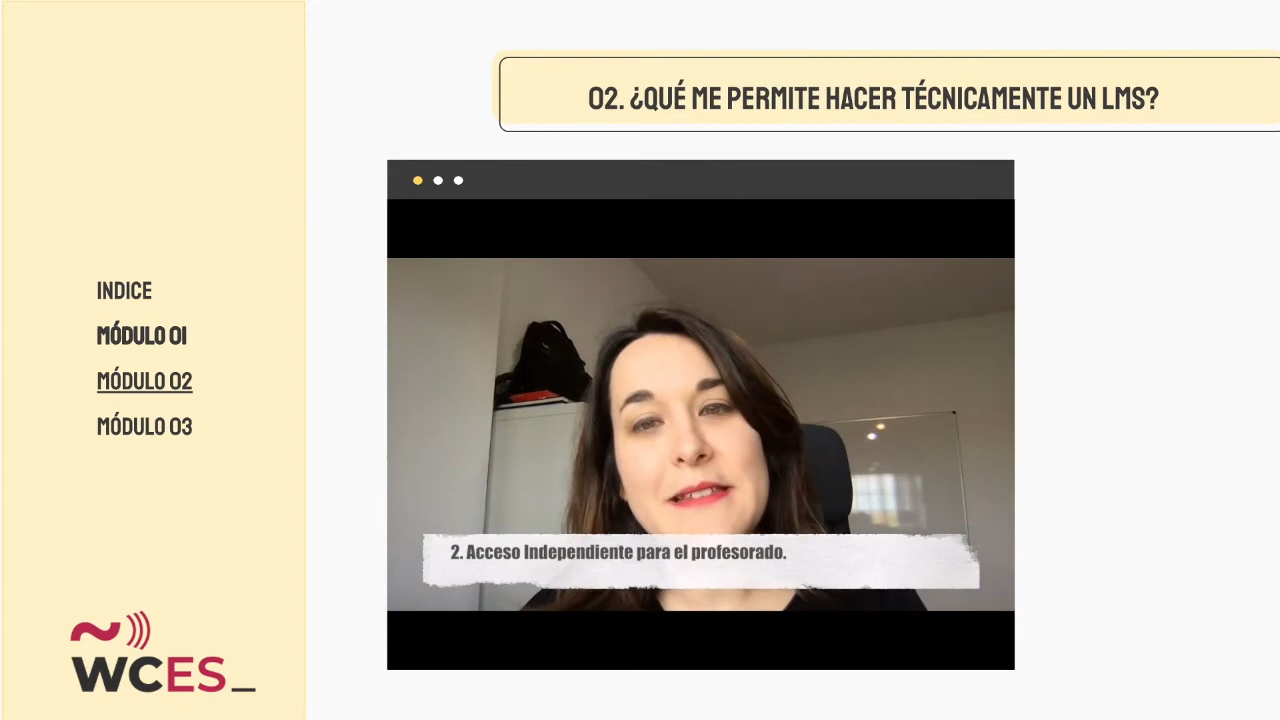 02. ¿QUÉ ME PERMITE HACER TÉCNICAMENTE UN LMS?
INDICE
MÓDULO 01
MÓDULO 02
MÓDULO 03
2. Acceso Independiente para el profesorado.
~
WCES_